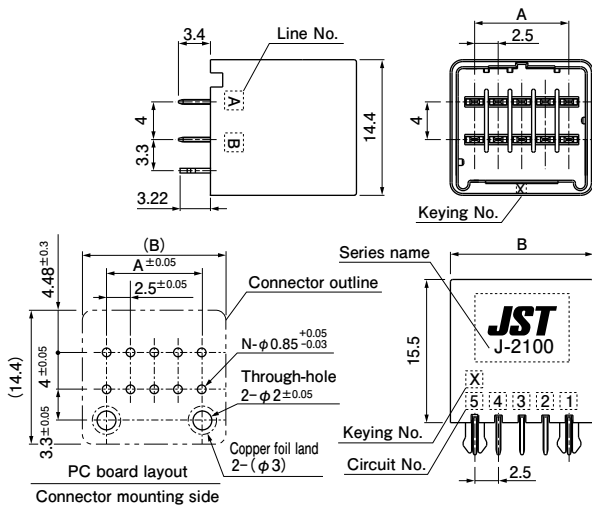 3.4
Line No.
A
B
4
3.3
3.22
14.4
A
2.5
4
X
Keying No.
(B)
A±0.05
2.5±0.05
4.48±0.3
(14.4)
4±0.05
3.3±0.05
Connector outline
N-φ0.85 +0.05 -0.03
Through-hole
2-φ2±0.05
Copper foil land
2-(φ3)
PC board layout
Connector mounting side
Series name
B
15.5
JST
J-2100
X
5 4 3 2 1
Keying No.
Circuit No.
2.5